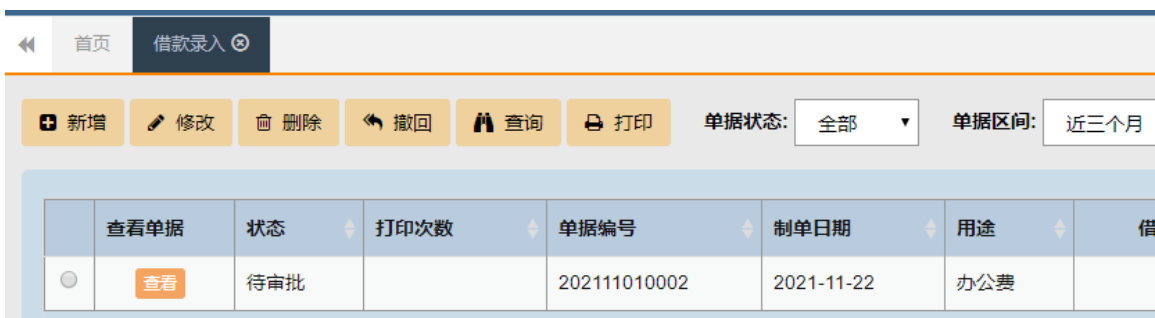 首页 借款录入
新增 修改 删除 撤回 查询 打印 单据状态: 全部 单据区间: 近三个月
查看单据 状态 打印次数 单据编号 制单日期 用途 借
查看 待审批 202111010002 2021-11-22 办公费